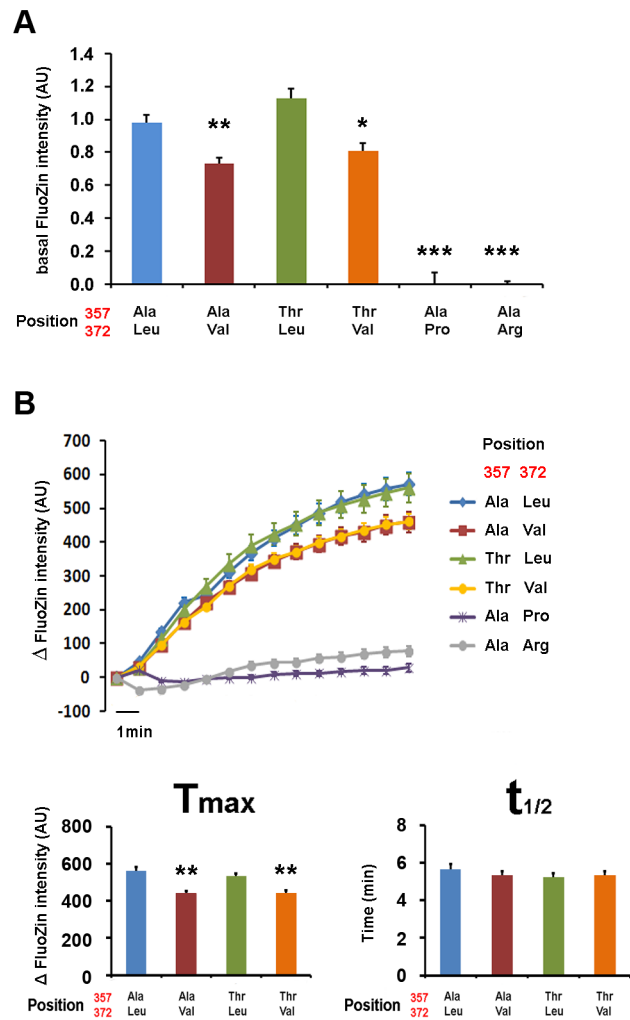 A
basal FluoZin intensity (AU)
1.4
1.2
1.0
0.8
0.6
0.4
0.2
0.0
** * *** ***
Position 357 Ala Ala Thr Thr Ala Ala
372 Leu Val Leu Val Pro Arg
B
Δ FluoZin intensity (AU)
700
600
500
400
300
200
100
0
-100
1min
Position
357 372
Ala Leu
Ala Val
Thr Leu
Thr Val
Ala Pro
Ala Arg
Tmax
Δ FluoZin intensity (AU)
800
600
400
200
0
** **
Position 357 Ala Ala Thr Thr
372 Leu Val Leu Val
t1/2
Time (min)
8
6
4
2
0
Position 357 Ala Ala Thr Thr
372 Leu Val Leu Val